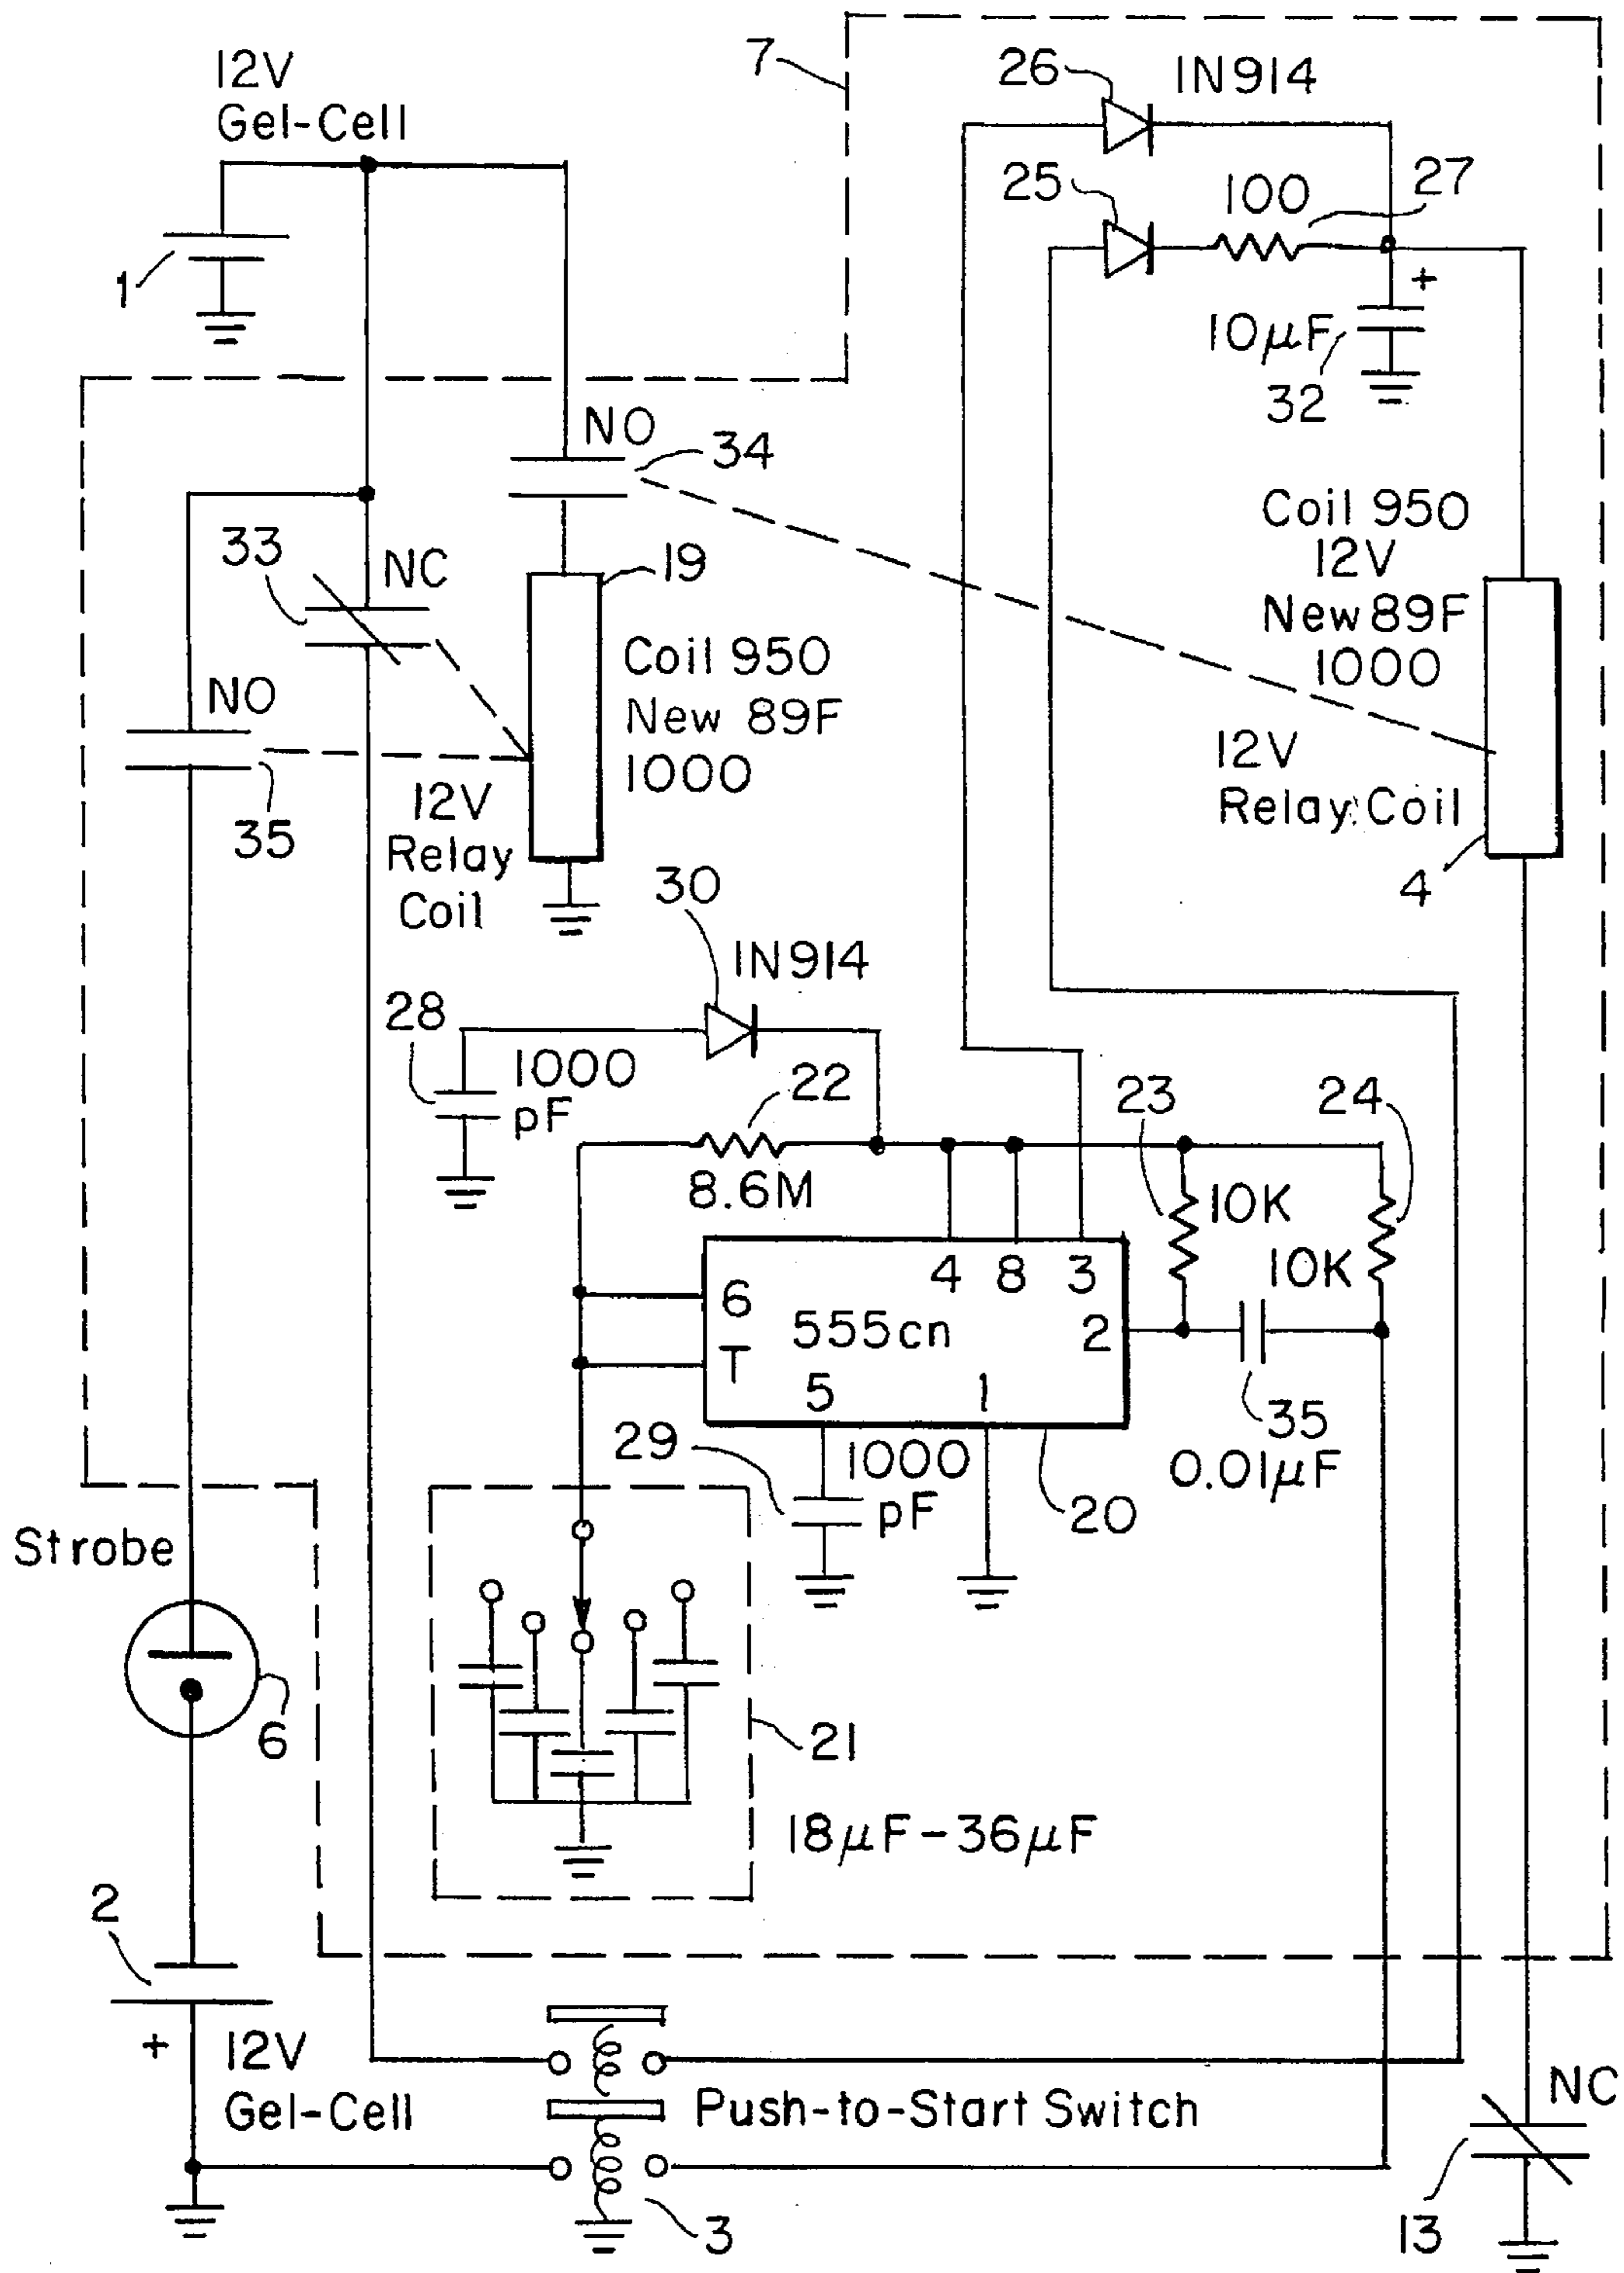 7
26
IN914
12V
Gel-Cell
25
100
27
1
+
10μF
32
NO
34
33
NC
19
Coil 950
12V
New 89F
1000
Coil 950
New 89F
1000
NO
35
12V
Relay
Coil
12V
Relay Coil
4
30
IN914
28
1000
pF
22
8.6M
23
24
10K
10K
4 8 3
6
555cn
2
T
5
1
35
0.01μF
29
1000
pF
20
Strobe
6
21
18μF-36μF
2
+
12V
Gel-Cell
Push-to-Start Switch
NC
3
13